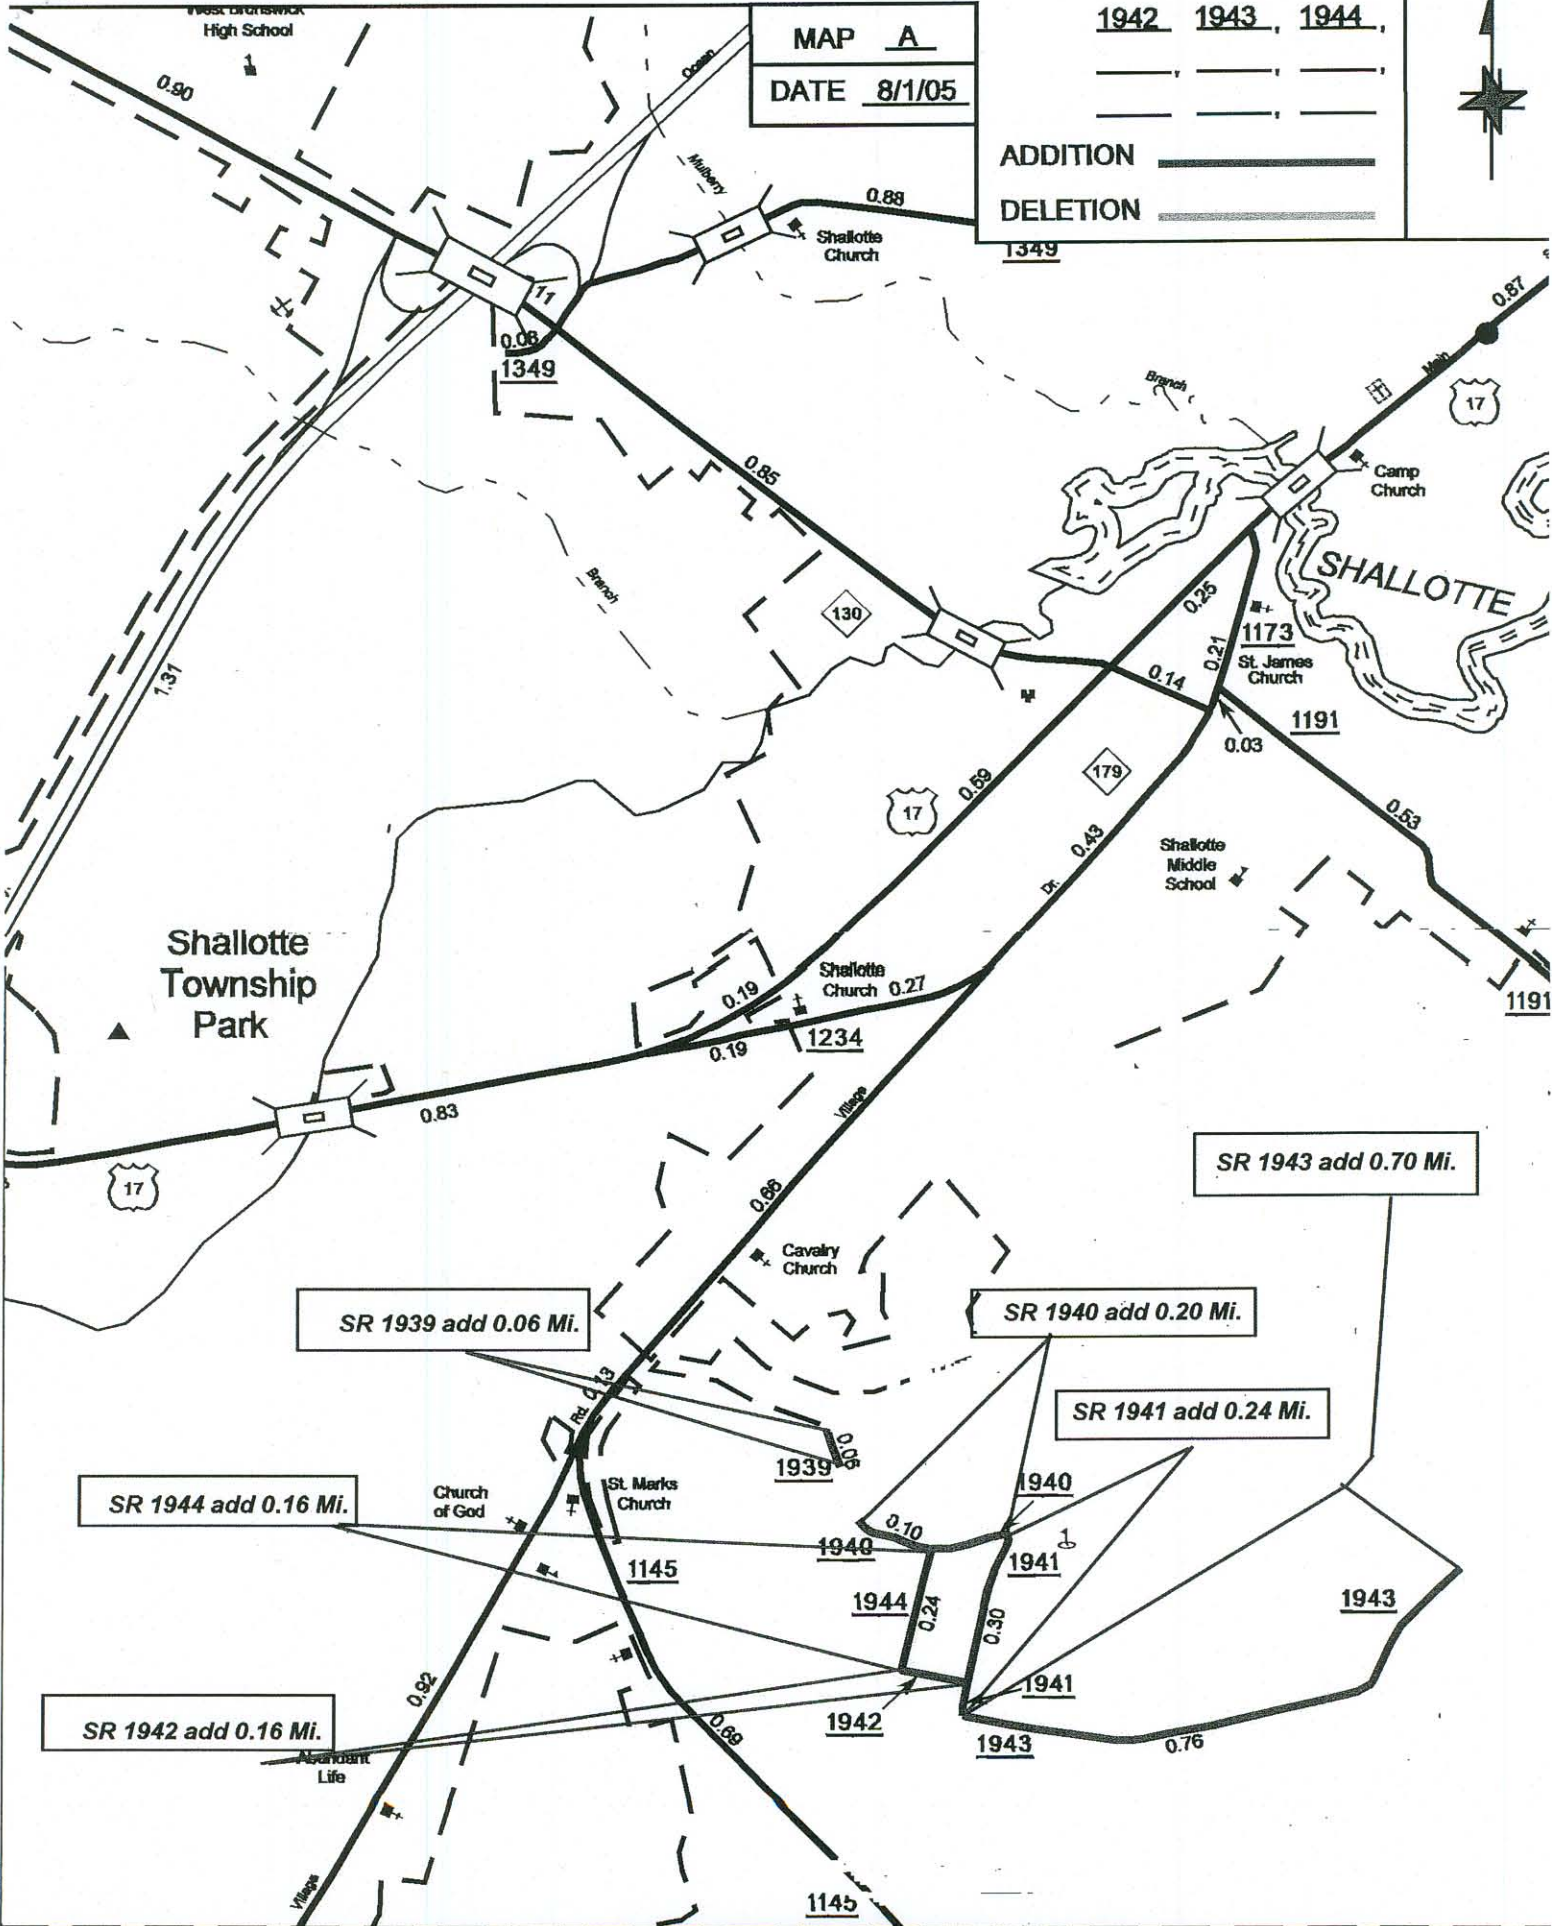 High School
MAP A
DATE 8/1/05
1942, 1943, 1944,
ADDITION
DELETION
0.90
Ocean
Mulberry
0.88
Shallotte
Church
1349
11
0.08
1349
0.87
Main
17
Branch
Camp
Church
0.85
Branch
130
SHALLOTTE
0.25
0.21
1173
St. James
Church
0.14
1191
0.03
1.31
179
0.59
17
0.43
0.53
Dr.
Shallotte
Middle
School
Shallotte
Township
Park
Shallotte
Church
0.27
0.19
1234
0.19
1191
0.83
17
Village
SR 1943 add 0.70 Mi.
0.66
Cavalry
Church
SR 1939 add 0.06 Mi.
SR 1940 add 0.20 Mi.
0.13
Rd.
SR 1941 add 0.24 Mi.
0.06
1939
SR 1944 add 0.16 Mi.
Church
of God
St. Marks
Church
1940
0.10
1940
1941
1145
1944
0.24
0.30
1943
0.92
1941
SR 1942 add 0.16 Mi.
1942
0.69
1943
0.76
Abundant
Life
Village
1145